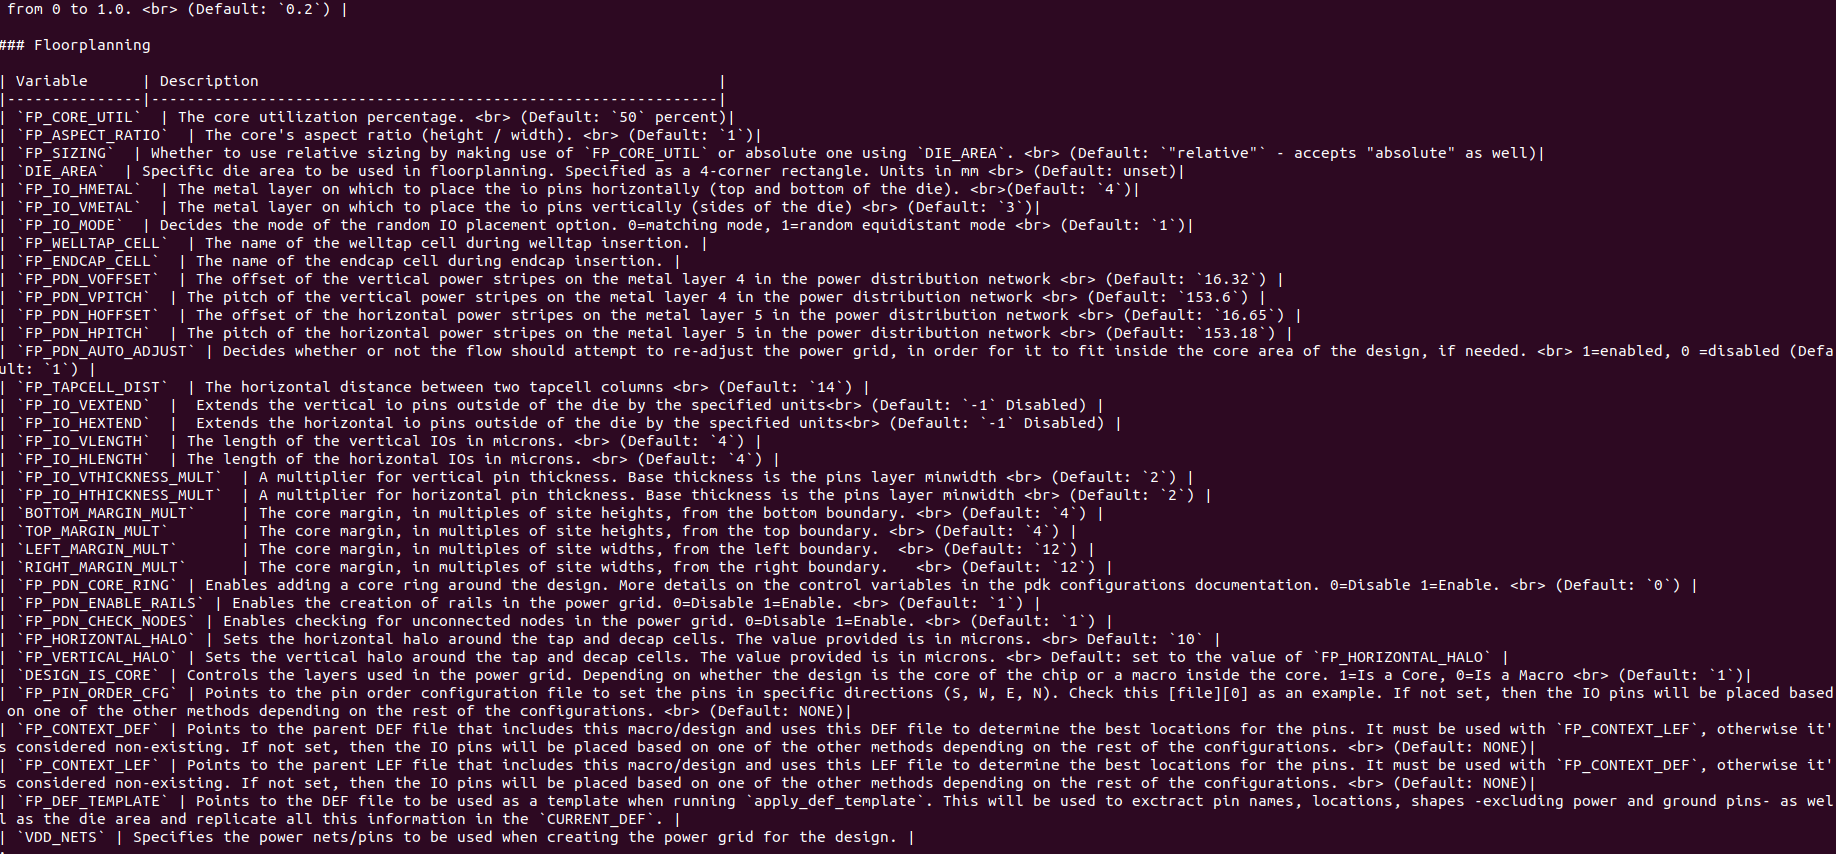 from 0 to 1.0. <br> (Default: `0.2`) |
### Floorplanning
| Variable      | Description                                                   |
|---------------|---------------------------------------------------------------|
| `FP_CORE_UTIL`  | The core utilization percentage. <br> (Default: `50` percent)|
| `FP_ASPECT_RATIO`  | The core's aspect ratio (height / width). <br> (Default: `1`)|
| `FP_SIZING`  | Whether to use relative sizing by making use of `FP_CORE_UTIL` or absolute one using `DIE_AREA`. <br> (Default: `"relative"` - accepts "absolute" as well)|
| `DIE_AREA`  | Specific die area to be used in floorplanning. Specified as a 4-corner rectangle. Units in mm <br> (Default: unset)|
| `FP_IO_HMETAL`  | The metal layer on which to place the io pins horizontally (top and bottom of the die). <br>(Default: `4`)|
| `FP_IO_VMETAL`  | The metal layer on which to place the io pins vertically (sides of the die) <br> (Default: `3`)|
| `FP_IO_MODE`  | Decides the mode of the random IO placement option. 0=matching mode, 1=random equidistant mode <br> (Default: `1`)|
| `FP_WELLTAP_CELL`  | The name of the welltap cell during welltap insertion. |
| `FP_ENDCAP_CELL`  | The name of the endcap cell during endcap insertion. |
| `FP_PDN_VOFFSET`  | The offset of the vertical power stripes on the metal layer 4 in the power distribution network <br> (Default: `16.32`) |
| `FP_PDN_VPITCH`  | The pitch of the vertical power stripes on the metal layer 4 in the power distribution network <br> (Default: `153.6`) |
| `FP_PDN_HOFFSET`  | The offset of the horizontal power stripes on the metal layer 5 in the power distribution network <br> (Default: `16.65`) |
| `FP_PDN_HPITCH`  | The pitch of the horizontal power stripes on the metal layer 5 in the power distribution network <br> (Default: `153.18`) |
| `FP_PDN_AUTO_ADJUST` | Decides whether or not the flow should attempt to re-adjust the power grid, in order for it to fit inside the core area of the design, if needed. <br> 1=enabled, 0 =disabled (Defa
ult: `1`) |
| `FP_TAPCELL_DIST`  | The horizontal distance between two tapcell columns <br> (Default: `14`) |
| `FP_IO_VEXTEND`  |  Extends the vertical io pins outside of the die by the specified units<br> (Default: `-1` Disabled) |
| `FP_IO_HEXTEND`  |  Extends the horizontal io pins outside of the die by the specified units<br> (Default: `-1` Disabled) |
| `FP_IO_VLENGTH`  | The length of the vertical IOs in microns. <br> (Default: `4`) |
| `FP_IO_HLENGTH`  | The length of the horizontal IOs in microns. <br> (Default: `4`) |
| `FP_IO_VTHICKNESS_MULT`  | A multiplier for vertical pin thickness. Base thickness is the pins layer minwidth <br> (Default: `2`) |
| `FP_IO_HTHICKNESS_MULT`  | A multiplier for horizontal pin thickness. Base thickness is the pins layer minwidth <br> (Default: `2`) |
| `BOTTOM_MARGIN_MULT`     | The core margin, in multiples of site heights, from the bottom boundary. <br> (Default: `4`) |
| `TOP_MARGIN_MULT`        | The core margin, in multiples of site heights, from the top boundary. <br> (Default: `4`) |
| `LEFT_MARGIN_MULT`       | The core margin, in multiples of site widths, from the left boundary.  <br> (Default: `12`) |
| `RIGHT_MARGIN_MULT`      | The core margin, in multiples of site widths, from the right boundary.   <br> (Default: `12`) |
| `FP_PDN_CORE_RING` | Enables adding a core ring around the design. More details on the control variables in the pdk configurations documentation. 0=Disable 1=Enable. <br> (Default: `0`) |
| `FP_PDN_ENABLE_RAILS` | Enables the creation of rails in the power grid. 0=Disable 1=Enable. <br> (Default: `1`) |
| `FP_PDN_CHECK_NODES` | Enables checking for unconnected nodes in the power grid. 0=Disable 1=Enable. <br> (Default: `1`) |
| `FP_HORIZONTAL_HALO` | Sets the horizontal halo around the tap and decap cells. The value provided is in microns. <br> Default: `10` |
| `FP_VERTICAL_HALO` | Sets the vertical halo around the tap and decap cells. The value provided is in microns. <br> Default: set to the value of `FP_HORIZONTAL_HALO` |
| `DESIGN_IS_CORE` | Controls the layers used in the power grid. Depending on whether the design is the core of the chip or a macro inside the core. 1=Is a Core, 0=Is a Macro <br> (Default: `1`)|
| `FP_PIN_ORDER_CFG` | Points to the pin order configuration file to set the pins in specific directions (S, W, E, N). Check this [file][0] as an example. If not set, then the IO pins will be placed based
 on one of the other methods depending on the rest of the configurations. <br> (Default: NONE)|
| `FP_CONTEXT_DEF` | Points to the parent DEF file that includes this macro/design and uses this DEF file to determine the best locations for the pins. It must be used with `FP_CONTEXT_LEF`, otherwise it'
s considered non-existing. If not set, then the IO pins will be placed based on one of the other methods depending on the rest of the configurations. <br> (Default: NONE)|
| `FP_CONTEXT_LEF` | Points to the parent LEF file that includes this macro/design and uses this LEF file to determine the best locations for the pins. It must be used with `FP_CONTEXT_DEF`, otherwise it'
s considered non-existing. If not set, then the IO pins will be placed based on one of the other methods depending on the rest of the configurations. <br> (Default: NONE)|
| `FP_DEF_TEMPLATE` | Points to the DEF file to be used as a template when running `apply_def_template`. This will be used to exctract pin names, locations, shapes -excluding power and ground pins- as wel
l as the die area and replicate all this information in the `CURRENT_DEF`. |
| `VDD_NETS` | Specifies the power nets/pins to be used when creating the power grid for the design. |